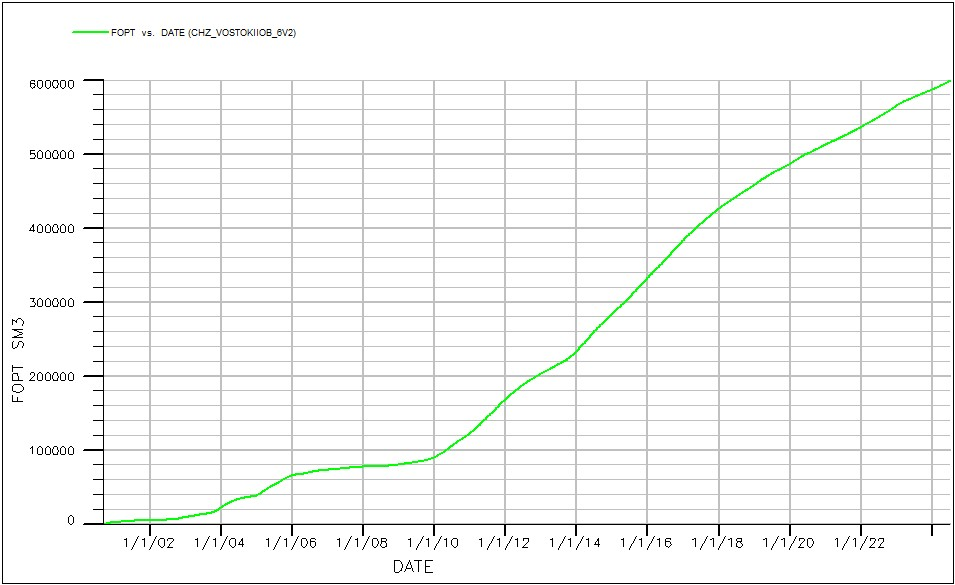 FOPT vs. DATE (CHZ_VOSTOKIIOB_6V2)
600000
500000
400000
300000
200000
100000
0
FOPT SM3
1/1/02 1/1/04 1/1/06 1/1/08 1/1/10 1/1/12 1/1/14 1/1/16 1/1/18 1/1/20 1/1/22
DATE